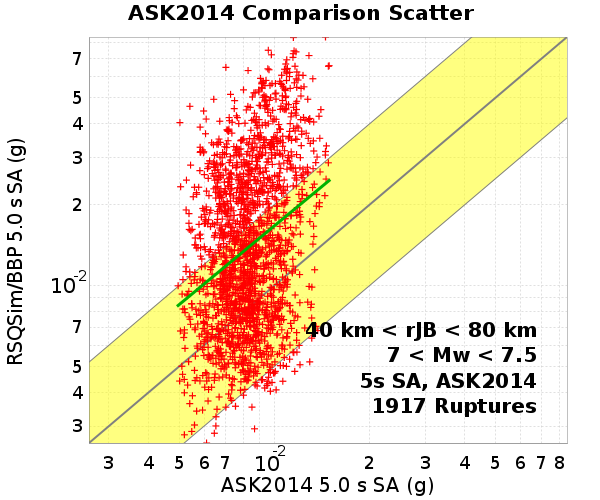 ASK2014 Comparison Scatter
RSQSim/BBP 5.0 s SA (g)
7
5
4
3
2
10-2
7
5
4
3
40 km < rJB < 80 km
7 < Mw < 7.5
5s SA, ASK2014
1917 Ruptures
3 4 5 6 7 10-2 2 3 4 5 6 7 8
ASK2014 5.0 s SA (g)